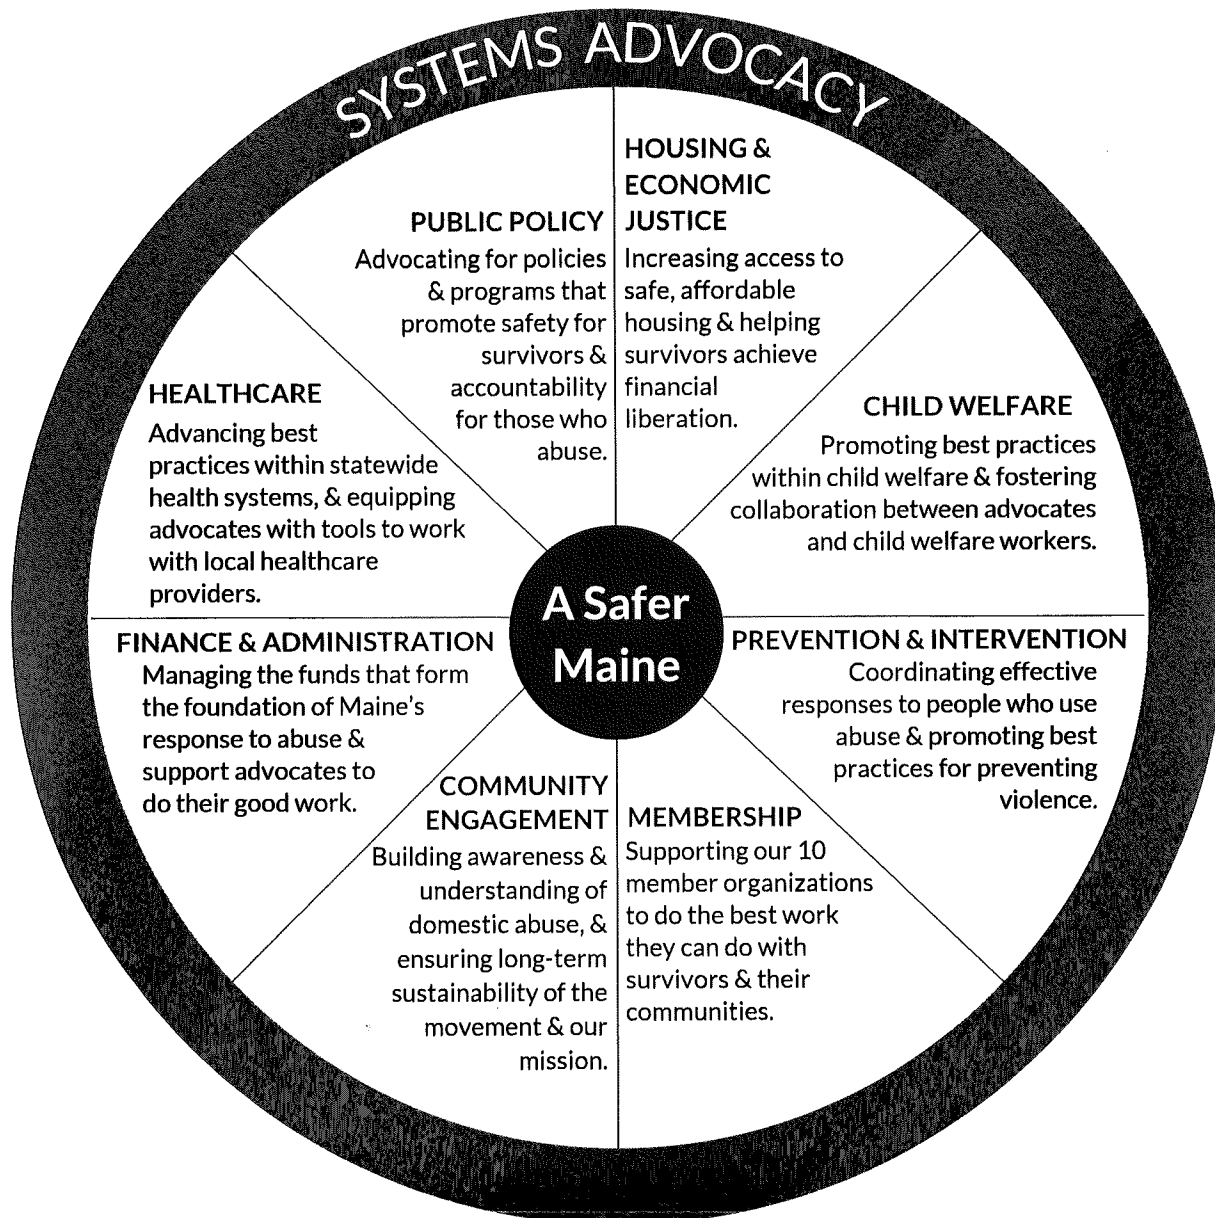 SYSTEMS ADVOCACY
HOUSING &
ECONOMIC
JUSTICE
Increasing access to
safe, affordable
housing & helping
survivors achieve
financial
liberation.
CHILD WELFARE
Promoting best practices
within child welfare & fostering
collaboration between advocates
and child welfare workers.
PREVENTION & INTERVENTION
Coordinating effective
responses to people who use
abuse & promoting best
practices for preventing
violence.
MEMBERSHIP
Supporting our 10
member organizations
to do the best work
they can do with
survivors & their
communities.
COMMUNITY
ENGAGEMENT
Building awareness &
understanding of
domestic abuse, &
ensuring long-term
sustainability of the
movement & our
mission.
FINANCE & ADMINISTRATION
Managing the funds that form
the foundation of Maine's
response to abuse &
support advocates to
do their good work.
HEALTHCARE
Advancing best
practices within statewide
health systems, & equipping
advocates with tools to work
with local healthcare
providers.
PUBLIC POLICY
Advocating for policies
& programs that
promote safety for
survivors &
accountability
for those who
abuse.
A Safer
Maine